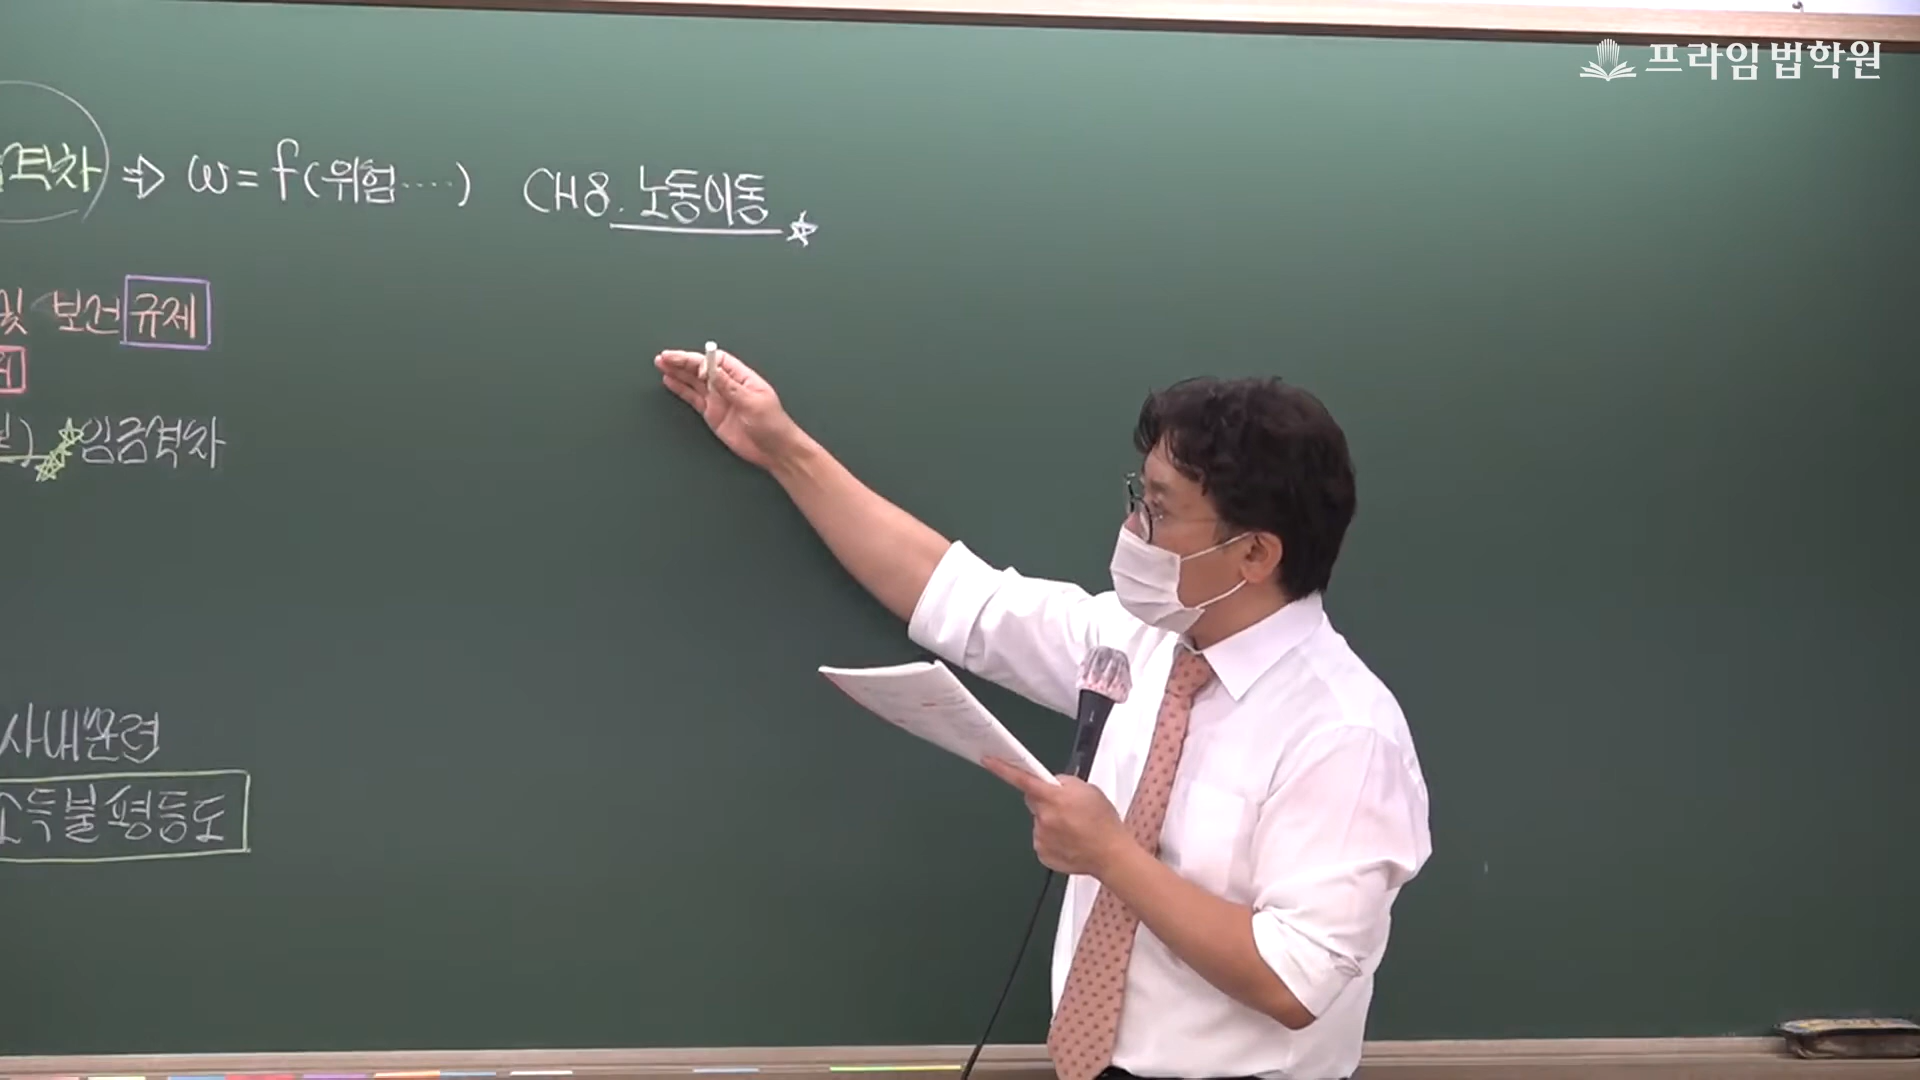 프라임법학원
격차 ⇒ w = f(위험····) CH8. 노동이동 ☆
및 보건 규제
임금격차
사내훈련
소득불평등도